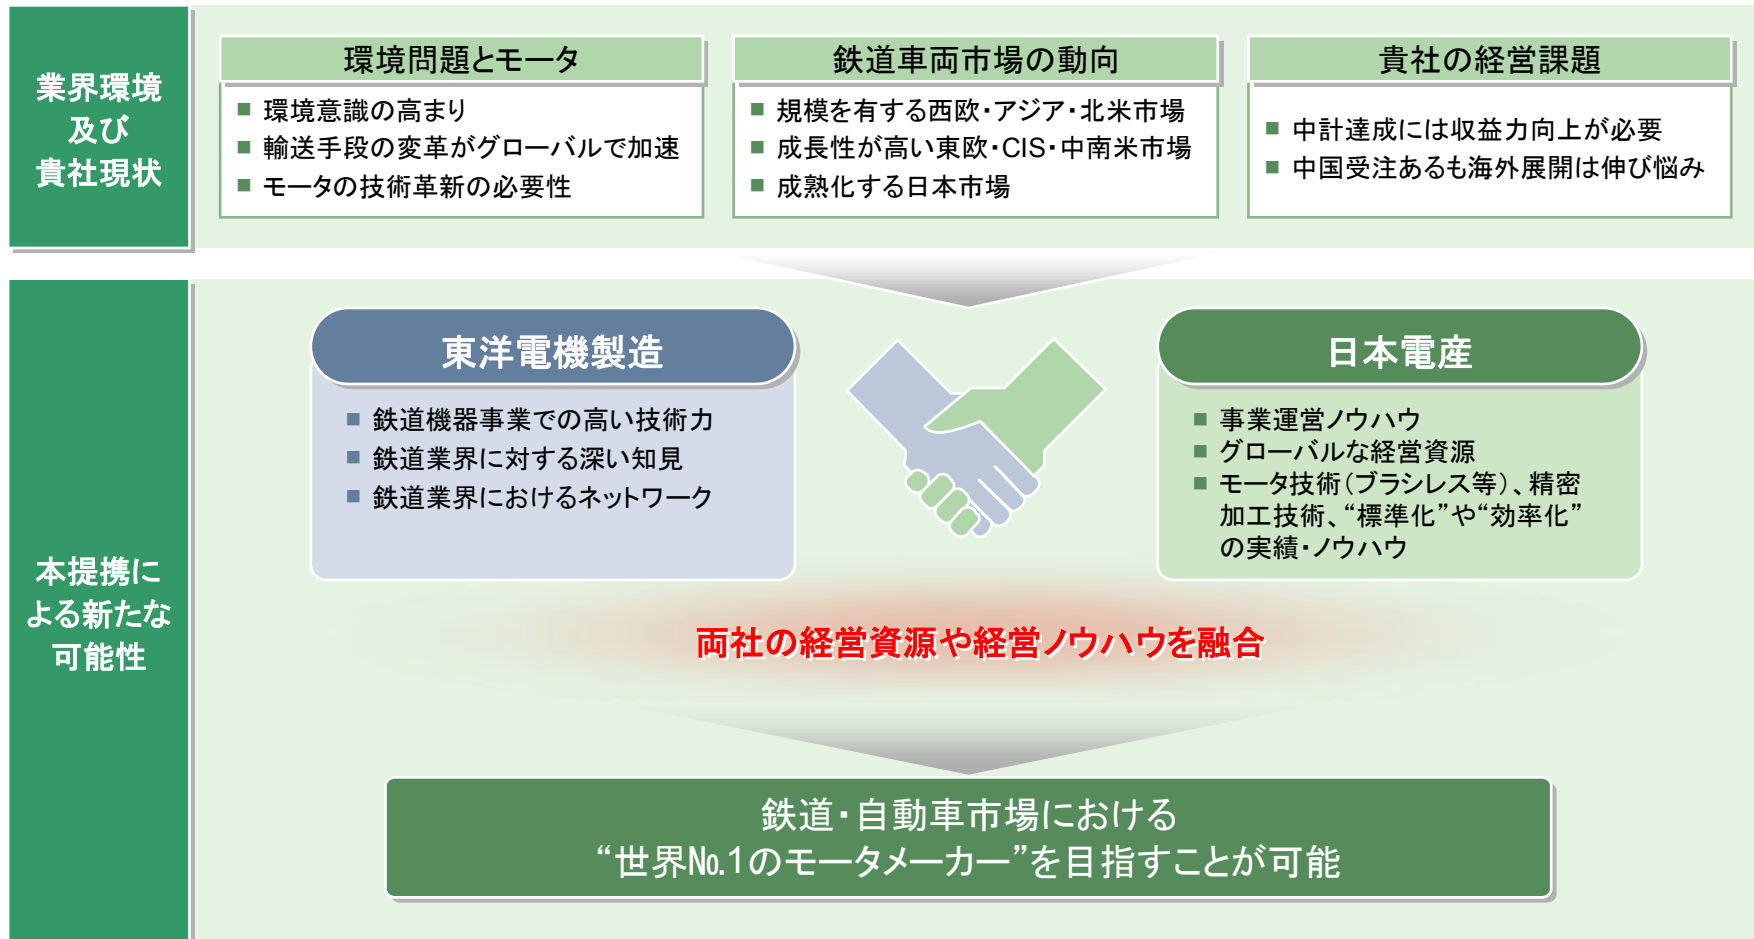 業界環境
及び
貴社現状
環境問題とモータ
■ 環境意識の高まり
■ 輸送手段の変革がグローバルで加速
■ モータの技術革新の必要性
鉄道車両市場の動向
■ 規模を有する西欧・アジア・北米市場
■ 成長性が高い東欧・CIS・中南米市場
■ 成熟化する日本市場
貴社の経営課題
■ 中計達成には収益力向上が必要
■ 中国受注あるも海外展開は伸び悩み
本提携に
よる新たな
可能性
東洋電機製造
■ 鉄道機器事業での高い技術力
■ 鉄道業界に対する深い知見
■ 鉄道業界におけるネットワーク
日本電産
■ 事業運営ノウハウ
■ グローバルな経営資源
■ モータ技術（ブラシレス等）、精密
加工技術、“標準化”や“効率化”
の実績・ノウハウ
両社の経営資源や経営ノウハウを融合
鉄道・自動車市場における
“世界№1のモータメーカー”を目指すことが可能